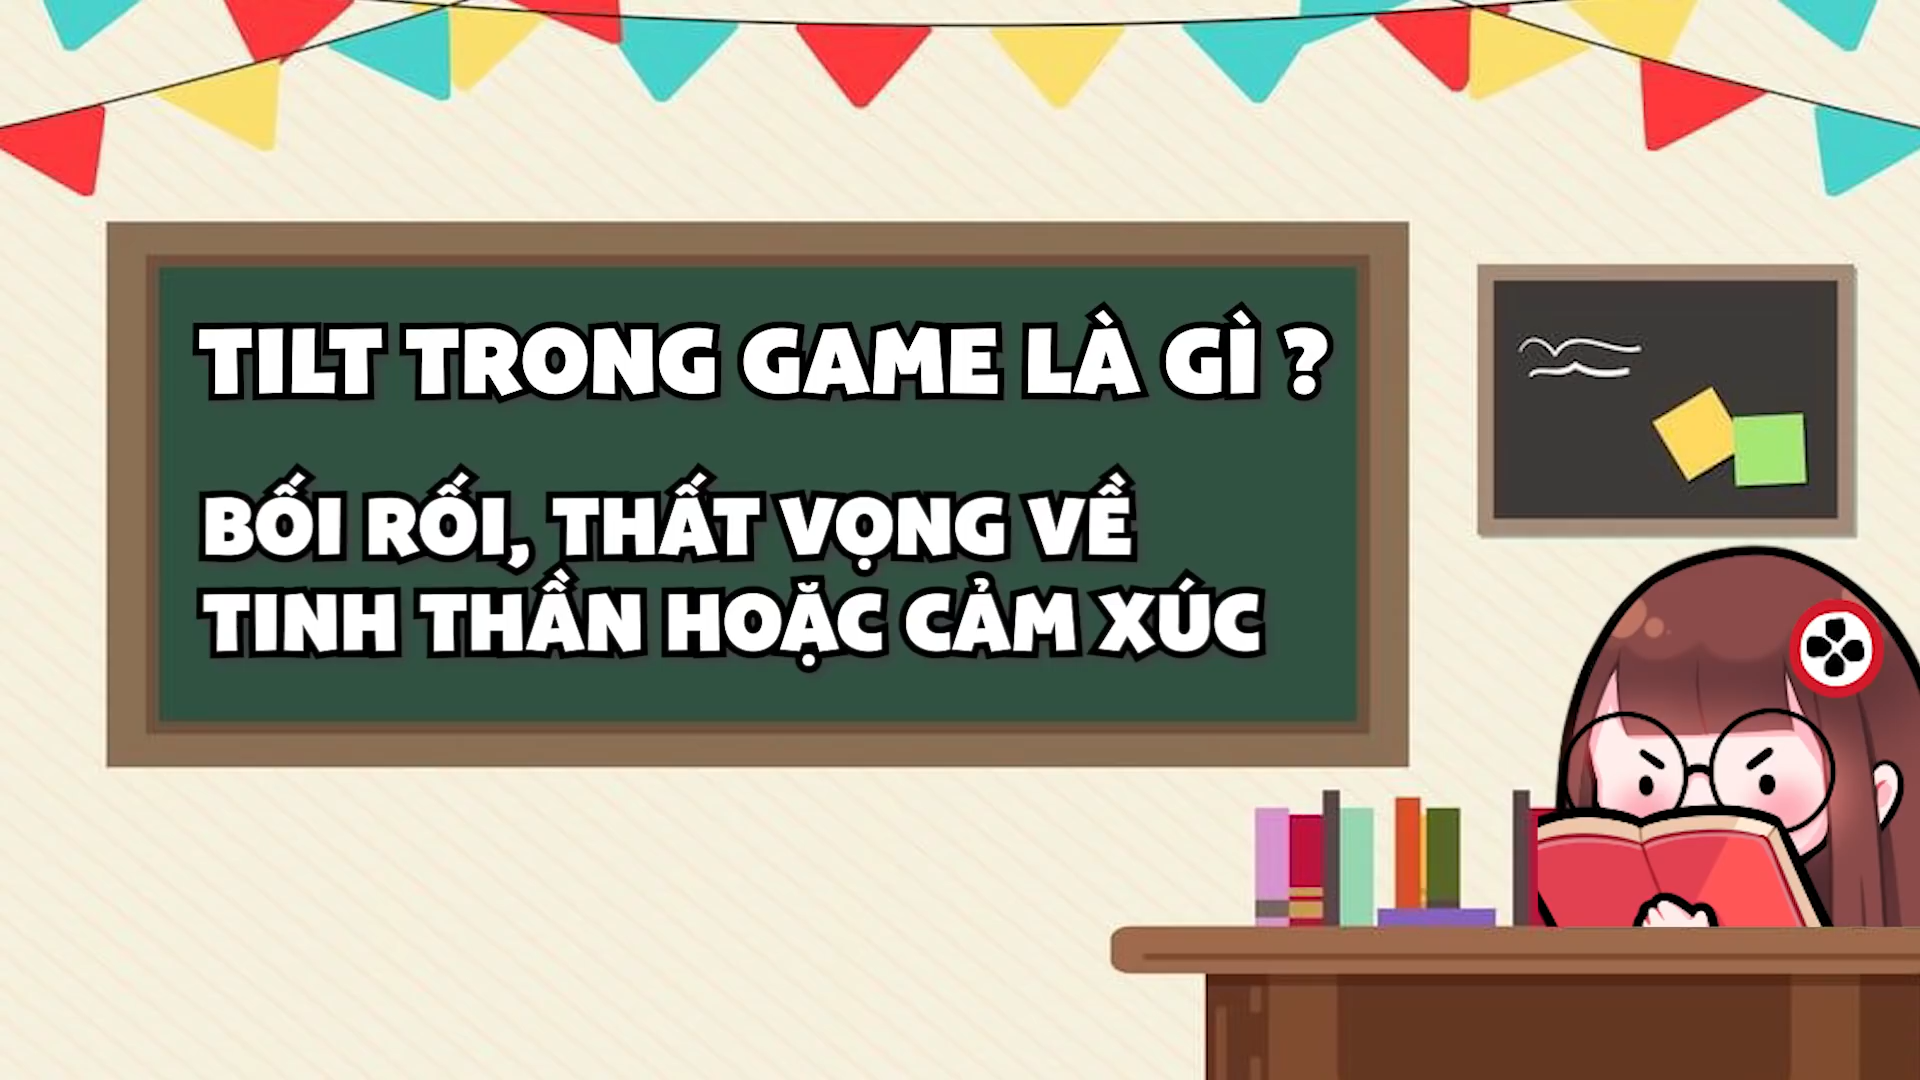 TILT TRONG GAME LÀ GÌ ?
BỐI RỐI, THẤT VỌNG VỀ
TINH THẦN HOẶC CẢM XÚC